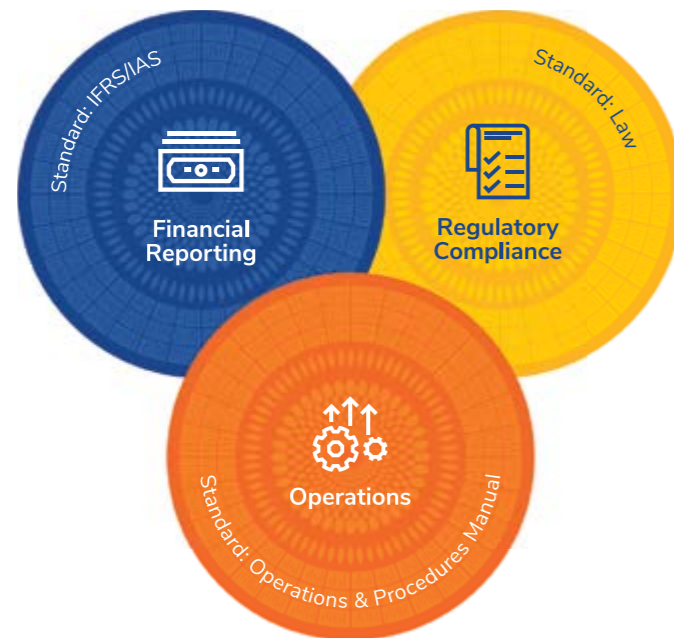 Standard: IFRS/IAS
Financial
Reporting
Standard: Law
Regulatory
Compliance
Operations
Standard: Operations & Procedures Manual